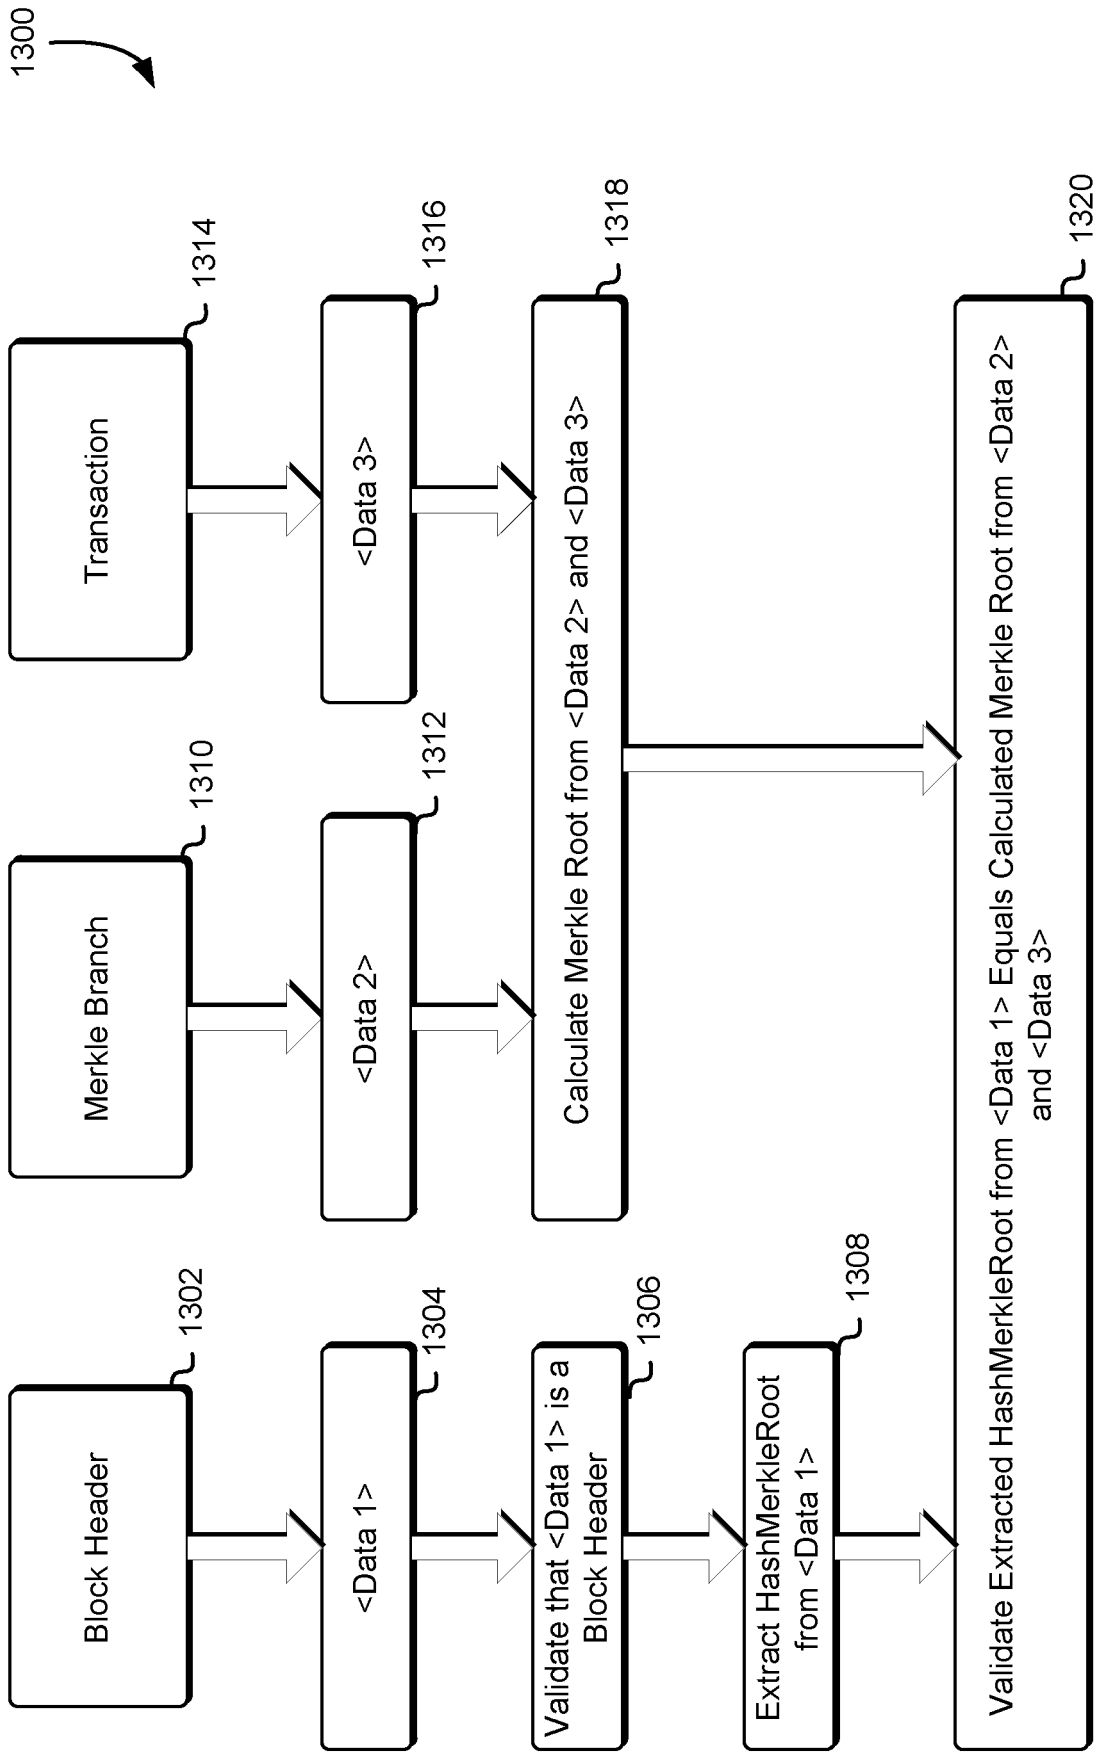 1300
Block Header
1302
Merkle Branch
1310
Transaction
1314
<Data 1>
1304
<Data 2>
1312
<Data 3>
1316
Validate that <Data 1> is a
Block Header
1306
Calculate Merkle Root from <Data 2> and <Data 3>
1318
Extract HashMerkleRoot
from <Data 1>
1308
Validate Extracted HashMerkleRoot from <Data 1> Equals Calculated Merkle Root from <Data 2>
and <Data 3>
1320